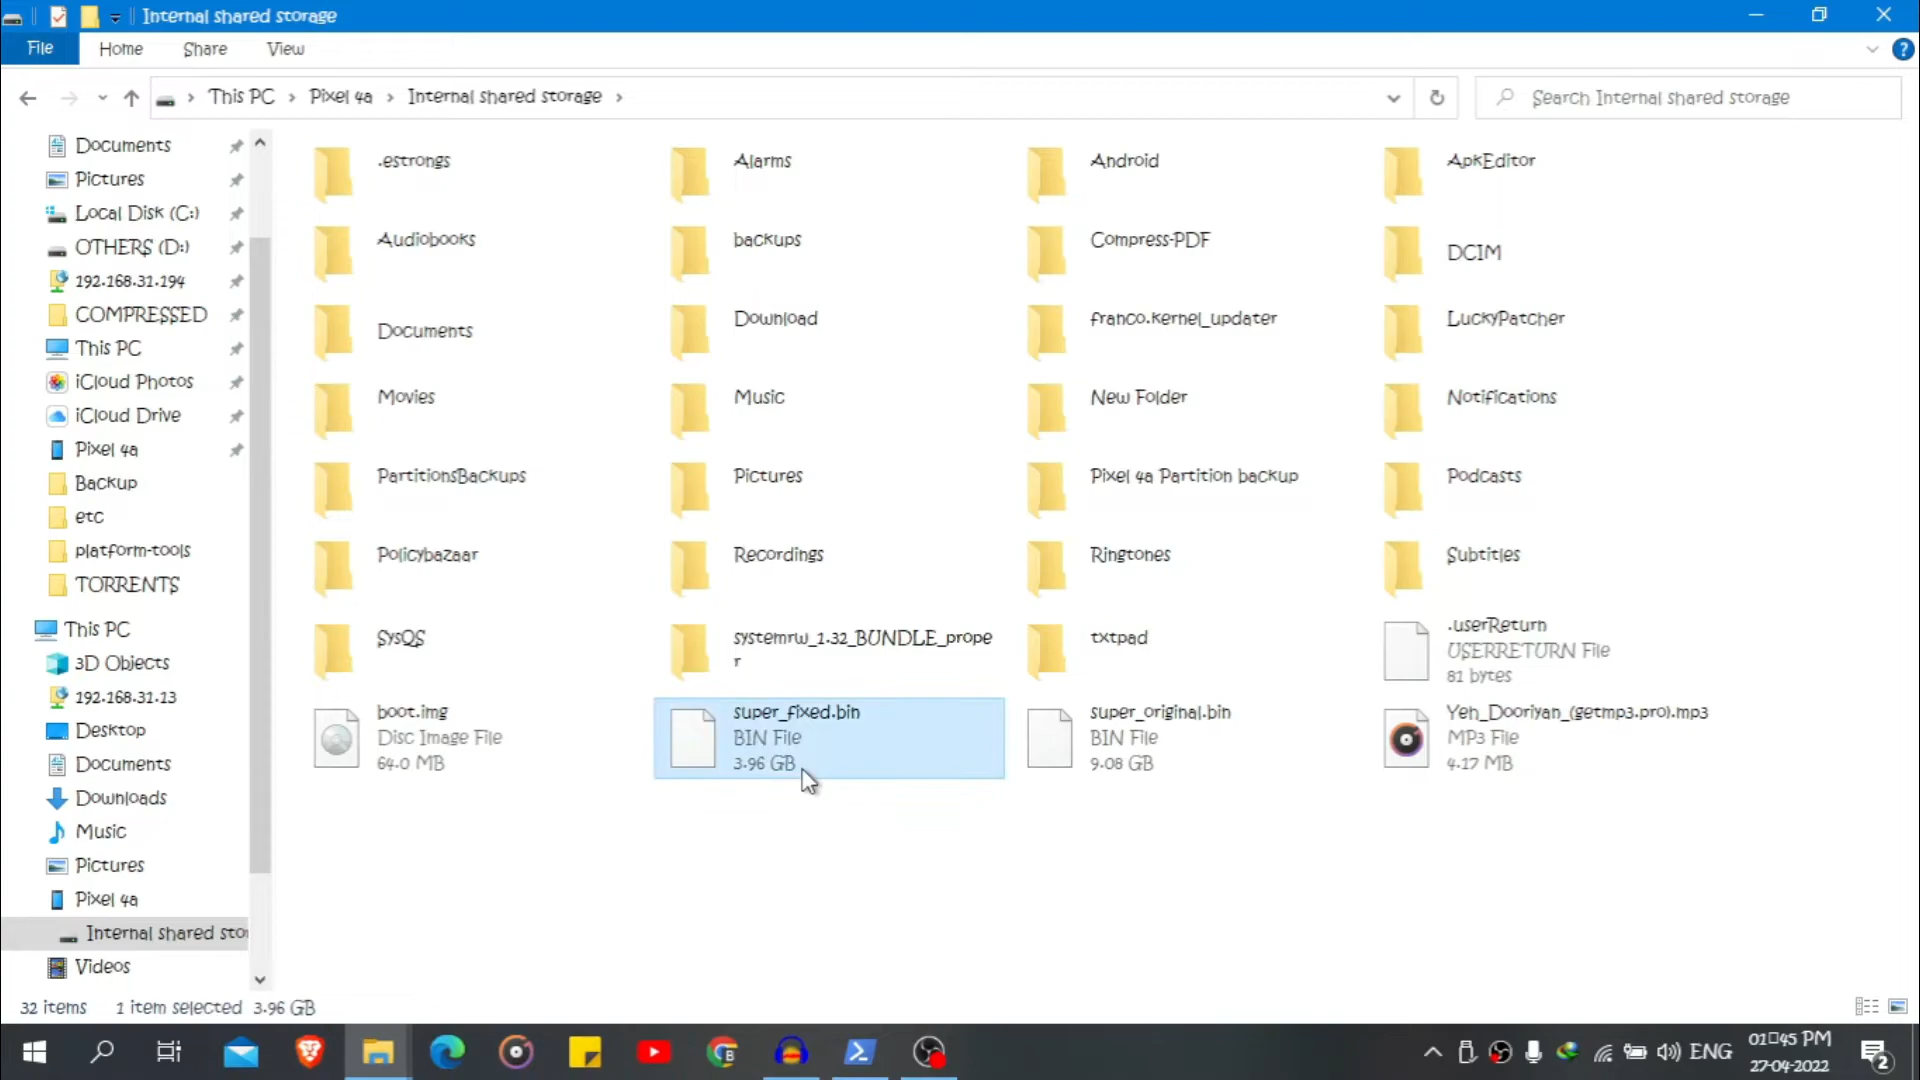 Internal shared storage
File Home Share View
This PC Pixel 4a Internal shared storage
Search Internal shared storage
Documents
Pictures
Local Disk (C:)
OTHERS (D:)
192.168.31.194
COMPRESSED
This PC
iCloud Photos
iCloud Drive
Pixel 4a
Backup
etc
platform-tools
TORRENTS
This PC
3D Objects
192.168.31.13
Desktop
Documents
Downloads
Music
Pictures
Pixel 4a
Internal shared sto
Videos
.estrongs
Alarms
Android
ApkEditor
Audiobooks
backups
Compress-PDF
DCIM
Documents
Download
franco.kernel_updater
LuckyPatcher
Movies
Music
New Folder
Notifications
PartitionsBackups
Pictures
Pixel 4a Partition backup
Podcasts
Policybazaar
Recordings
Ringtones
Subtitles
SysQS
systemrw_1.32_BUNDLE_prope
r
txtpad
.userReturn
USERRETURN File
81 bytes
boot.img
Disc Image File
64.0 MB
super_fixed.bin
BIN File
3.96 GB
super_original.bin
BIN File
9.08 GB
Yeh_Dooriyan_(getmp3.pro).mp3
MP3 File
4.17 MB
32 items 1 item selected 3.96 GB
ENG
01□45 PM
27-04-2022
2